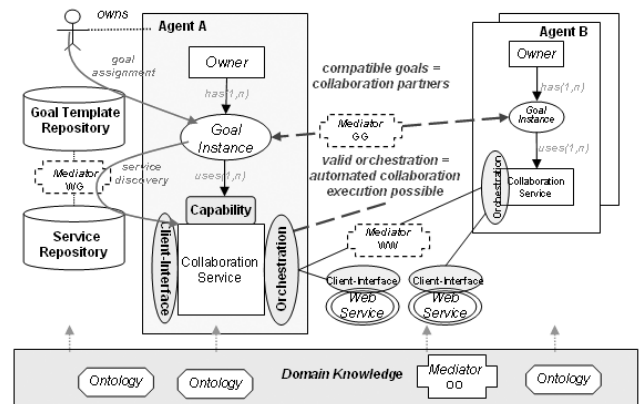 owns
Agent A
Agent B
goal
assignment
Owner
Owner
compatible goals =
collaboration partners
has(1,n)
has(1,n)
Goal Template
Repository
Goal
Instance
Mediator
GG
Goal
Instance
Mediator
WG
service
discovery
valid orchestration =
automated collaboration
execution possible
uses(1,n)
uses(1,n)
Capability
Orchestration
Collaboration
Service
Service
Repository
Client-Interface
Collaboration
Service
Orchestration
Mediator
WW
Client-Interface
Web
Service
Client-Interface
Web
Service
Ontology
Ontology
Domain Knowledge
Mediator
OO
Ontology